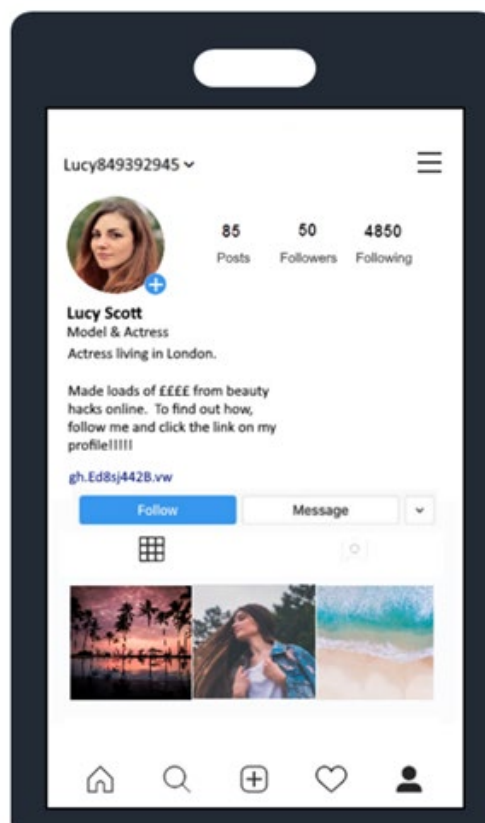 Lucy849392945
85 50 4850
Posts Followers Following
Lucy Scott
Model & Actress
Actress living in London.
Made loads of ££££ from beauty
hacks online. To find out how,
follow me and click the link on my
profile!!!!!
gh.Ed8sj442B.vw
Follow Message